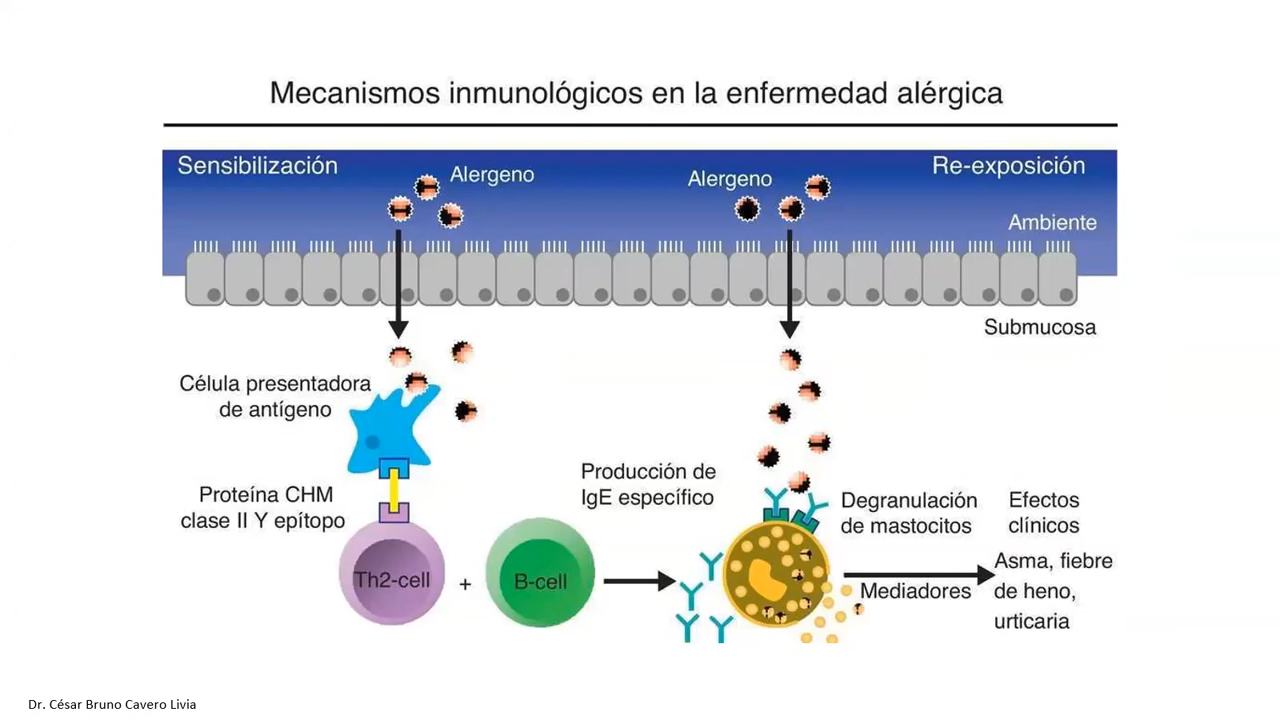 Mecanismos inmunológicos en la enfermedad alérgica
Sensibilización
Alergeno
Alergeno
Re-exposición
Ambiente
Submucosa
Célula presentadora
de antígeno
Proteína CHM
clase II Y epítopo
Th2-cell
+
B-cell
Producción de
IgE específico
Degranulación
de mastocitos
Mediadores
Efectos
clínicos
Asma, fiebre
de heno,
urticaria
Dr. César Bruno Cavero Livia